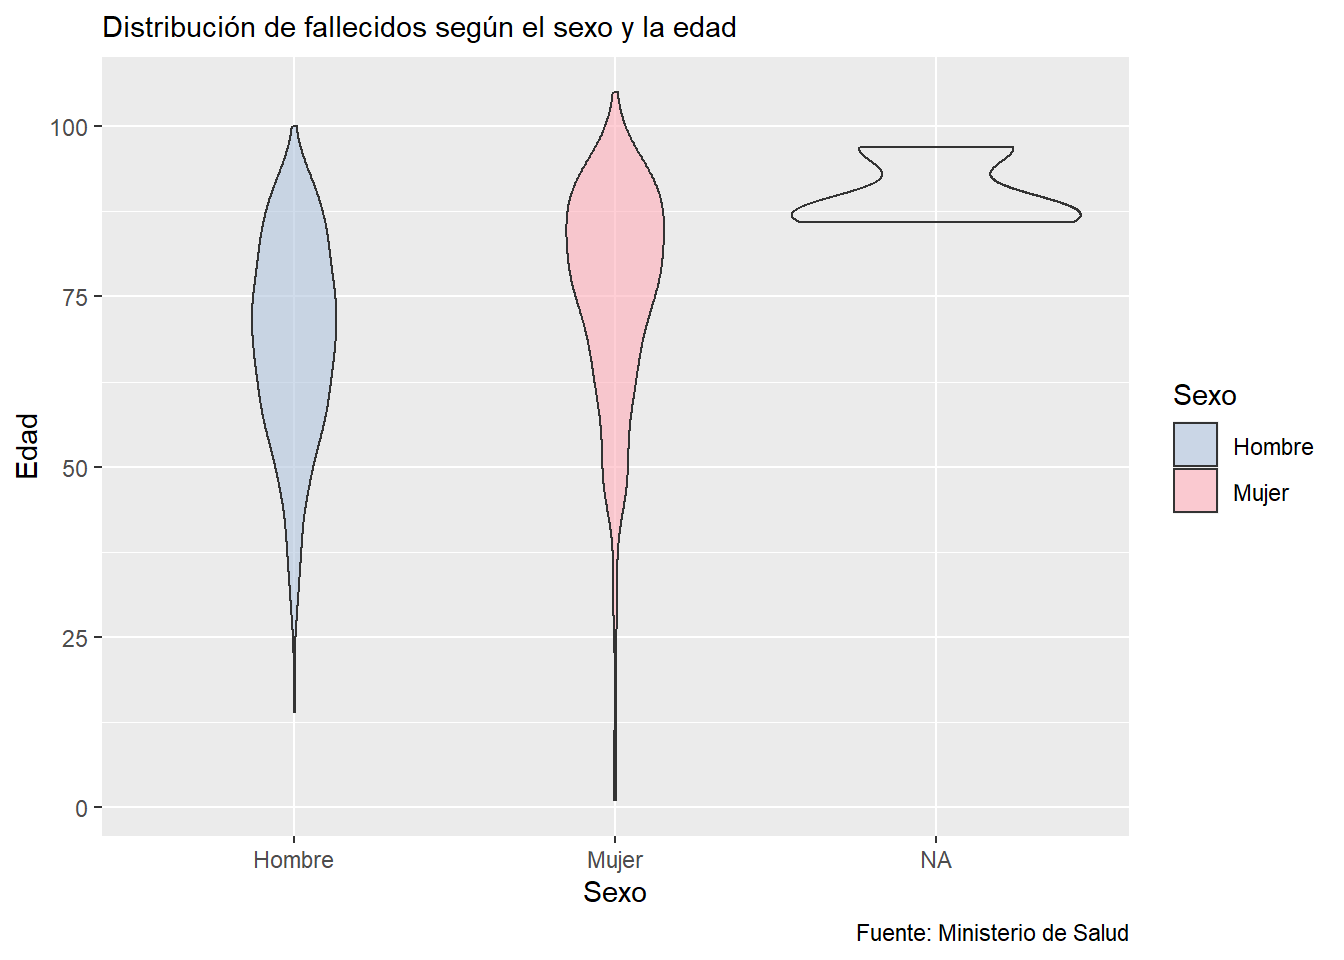 Distribución de fallecidos según el sexo y la edad
100
75
50
25
0
Edad
Hombre
Mujer
NA
Sexo
Sexo
Hombre
Mujer
Fuente: Ministerio de Salud